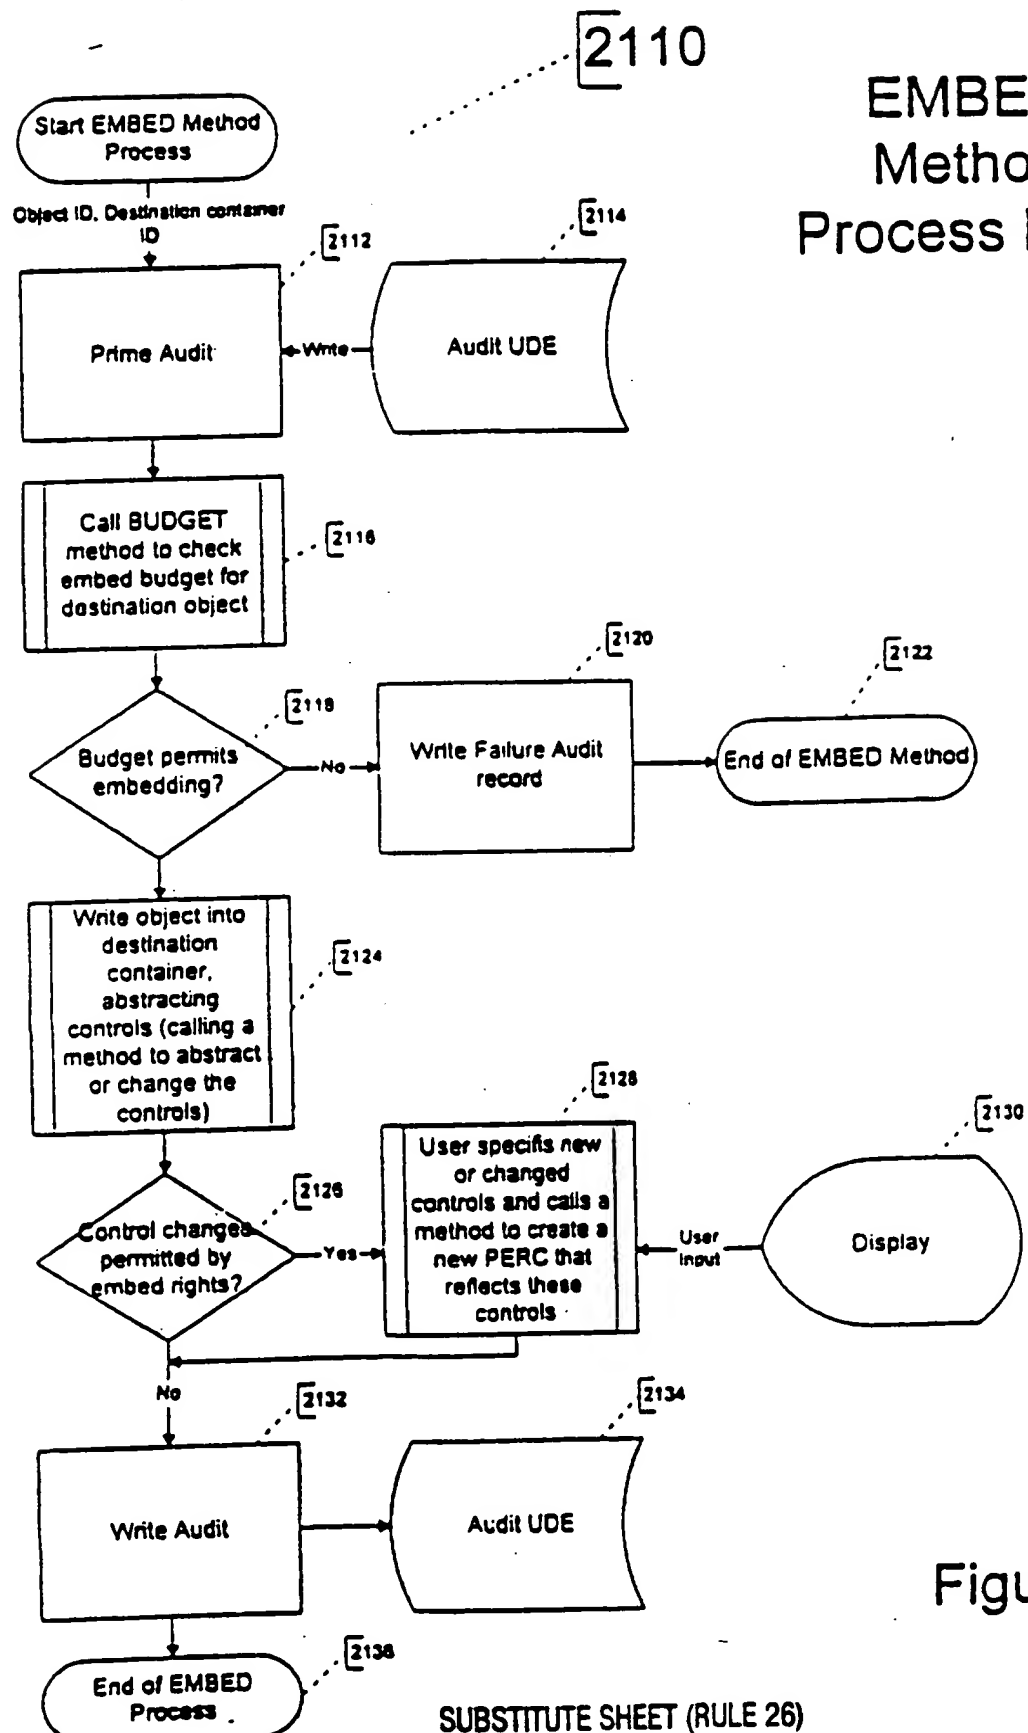 2110
EMBE
Metho
Process
Start EMBED Method
Process
Object ID, Destination container
ID
2112
2114
Prime Audit
Write
Audit UDE
Call BUDGET
method to check
embed budget for
destination object
2116
2118
Budget permits
embedding?
No
2120
Write Failure Audit
record
2122
End of EMBED Method
Write object into
destination
container,
abstracting
controls (calling a
method to abstract
or change the
controls)
2124
2126
Control changed
permitted by
embed rights?
Yes
2128
User specifis new
or changed
controls and calls a
method to create a
new PERC that
reflects these
controls
User
Input
2130
Display
No
2132
Write Audit
2134
Audit UDE
Figu
2136
End of EMBED
Process
SUBSTITUTE SHEET (RULE 26)